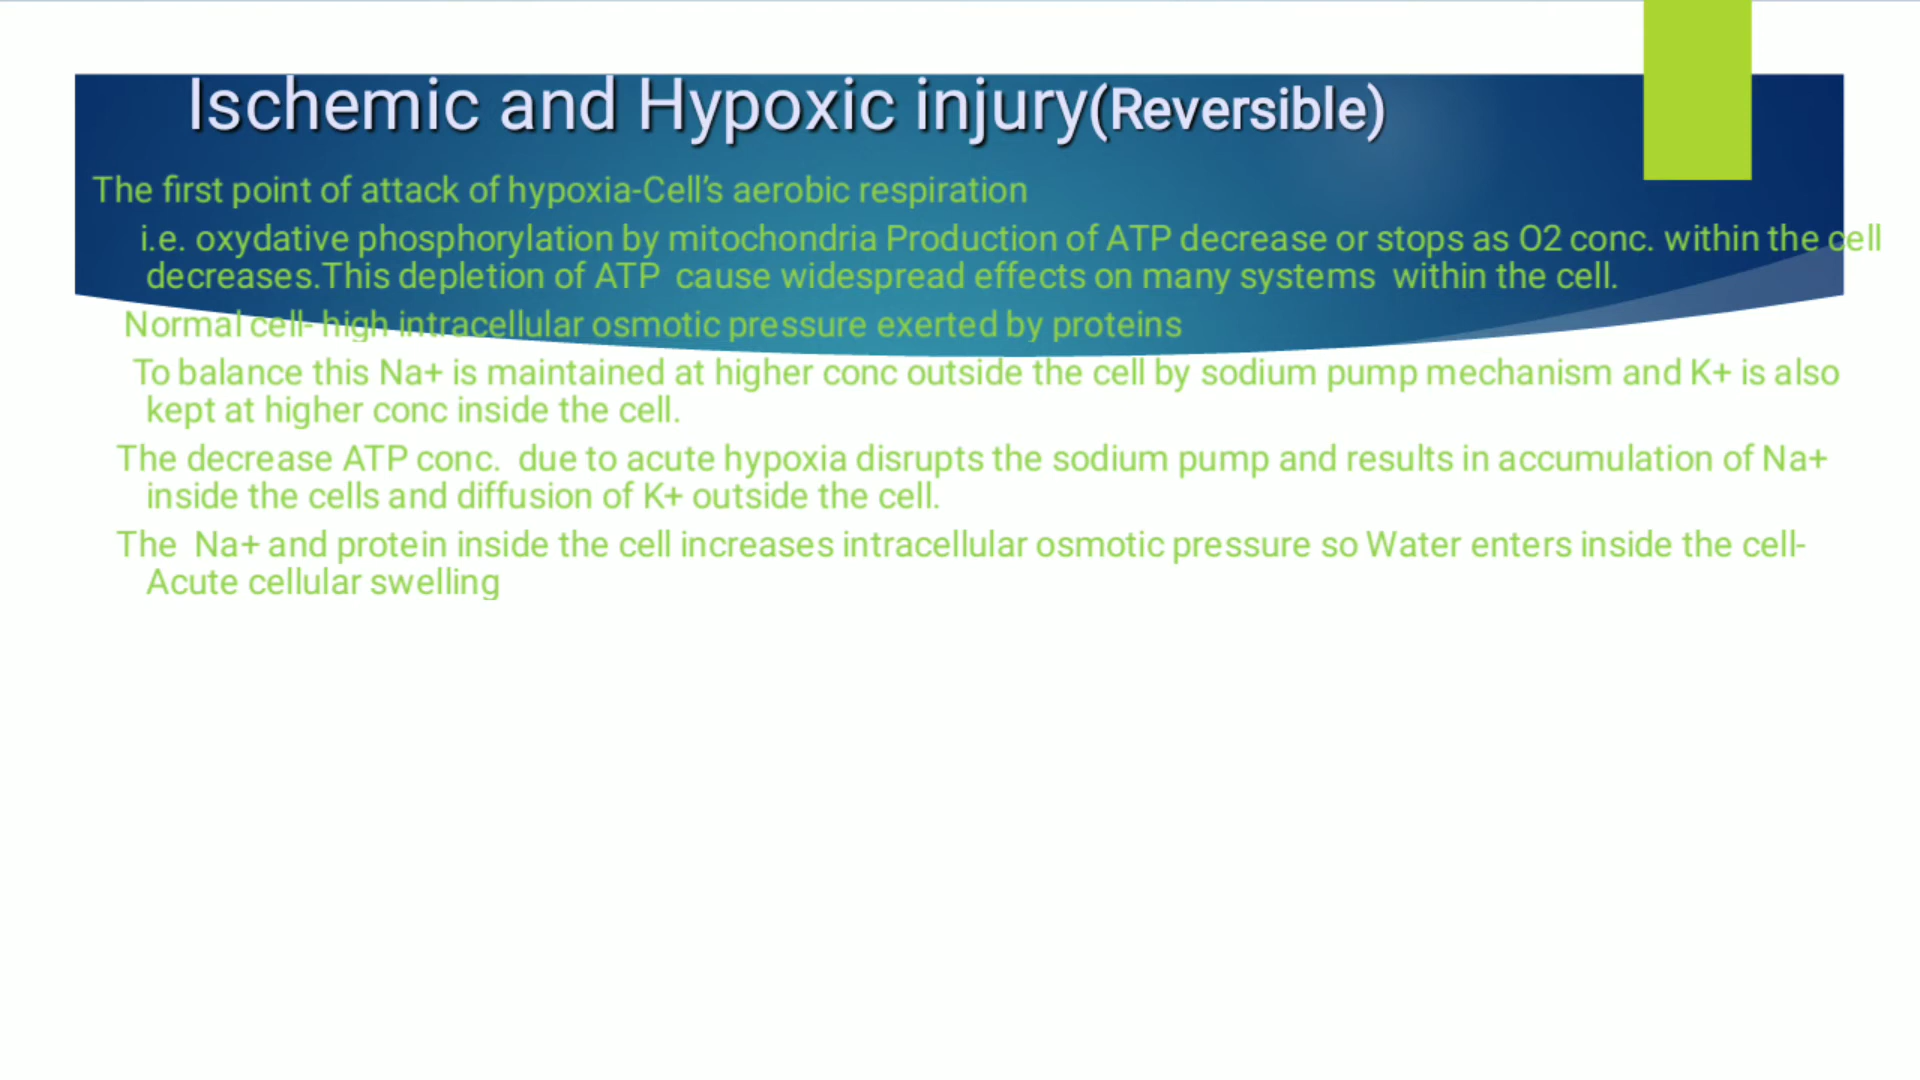 Ischemic and Hypoxic injury(Reversible)
The first point of attack of hypoxia-Cell’s aerobic respiration
i.e. oxydative phosphorylation by mitochondria Production of ATP decrease or stops as O2 conc. within the cell
decreases.This depletion of ATP cause widespread effects on many systems within the cell.
Normal cell- high intracellular osmotic pressure exerted by proteins
To balance this Na+ is maintained at higher conc outside the cell by sodium pump mechanism and K+ is also
kept at higher conc inside the cell.
The decrease ATP conc. due to acute hypoxia disrupts the sodium pump and results in accumulation of Na+
inside the cells and diffusion of K+ outside the cell.
The Na+ and protein inside the cell increases intracellular osmotic pressure so Water enters inside the cell-
Acute cellular swelling